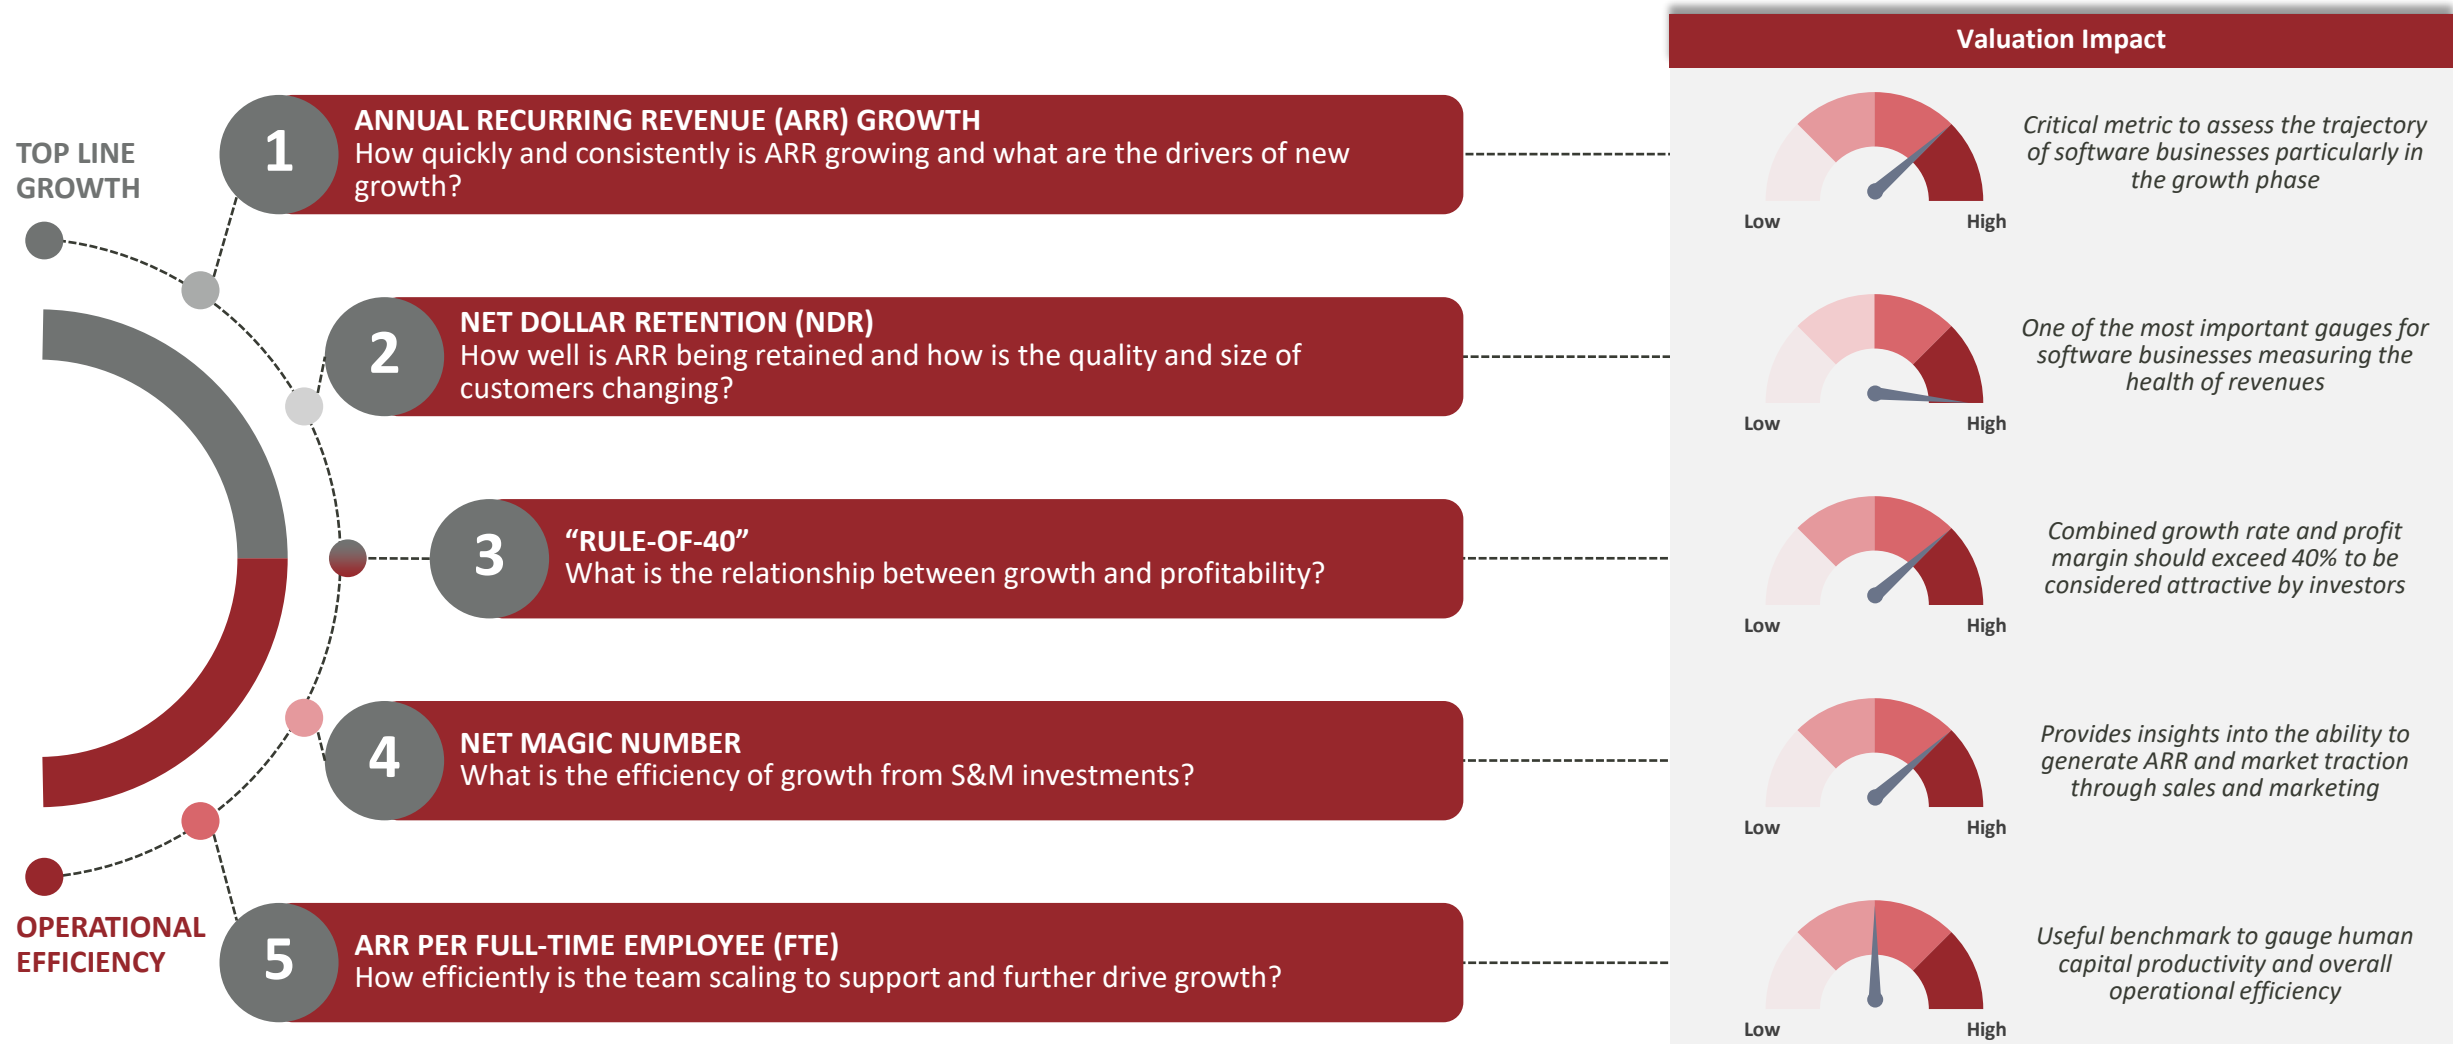 Valuation Impact
TOP LINE
GROWTH
1
ANNUAL RECURRING REVENUE (ARR) GROWTH
How quickly and consistently is ARR growing and what are the drivers of new
growth?
Low
High
Critical metric to assess the trajectory
of software businesses particularly in
the growth phase
2
NET DOLLAR RETENTION (NDR)
How well is ARR being retained and how is the quality and size of
customers changing?
Low
High
One of the most important gauges for
software businesses measuring the
health of revenues
3
“RULE-OF-40”
What is the relationship between growth and profitability?
Low
High
Combined growth rate and profit
margin should exceed 40% to be
considered attractive by investors
4
NET MAGIC NUMBER
What is the efficiency of growth from S&M investments?
Low
High
Provides insights into the ability to
generate ARR and market traction
through sales and marketing
OPERATIONAL
EFFICIENCY
5
ARR PER FULL-TIME EMPLOYEE (FTE)
How efficiently is the team scaling to support and further drive growth?
Low
High
Useful benchmark to gauge human
capital productivity and overall
operational efficiency